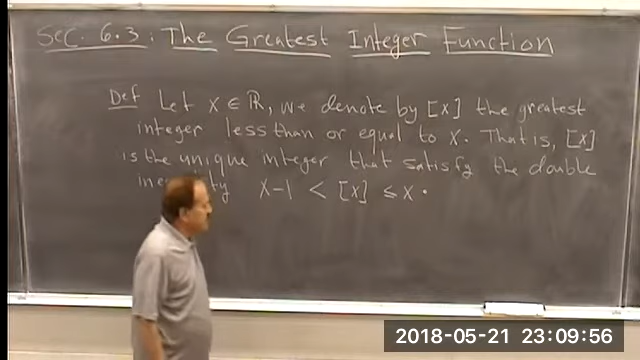 Sec. 6.3 : The Greatest Integer Function
Def Let x ∈ ℝ, we denote by [x] the greatest
integer less than or equal to x. That is, [x]
is the unique integer that satisfy the double
x-1 < [x] ≤ x.
2018-05-21 23:09:56